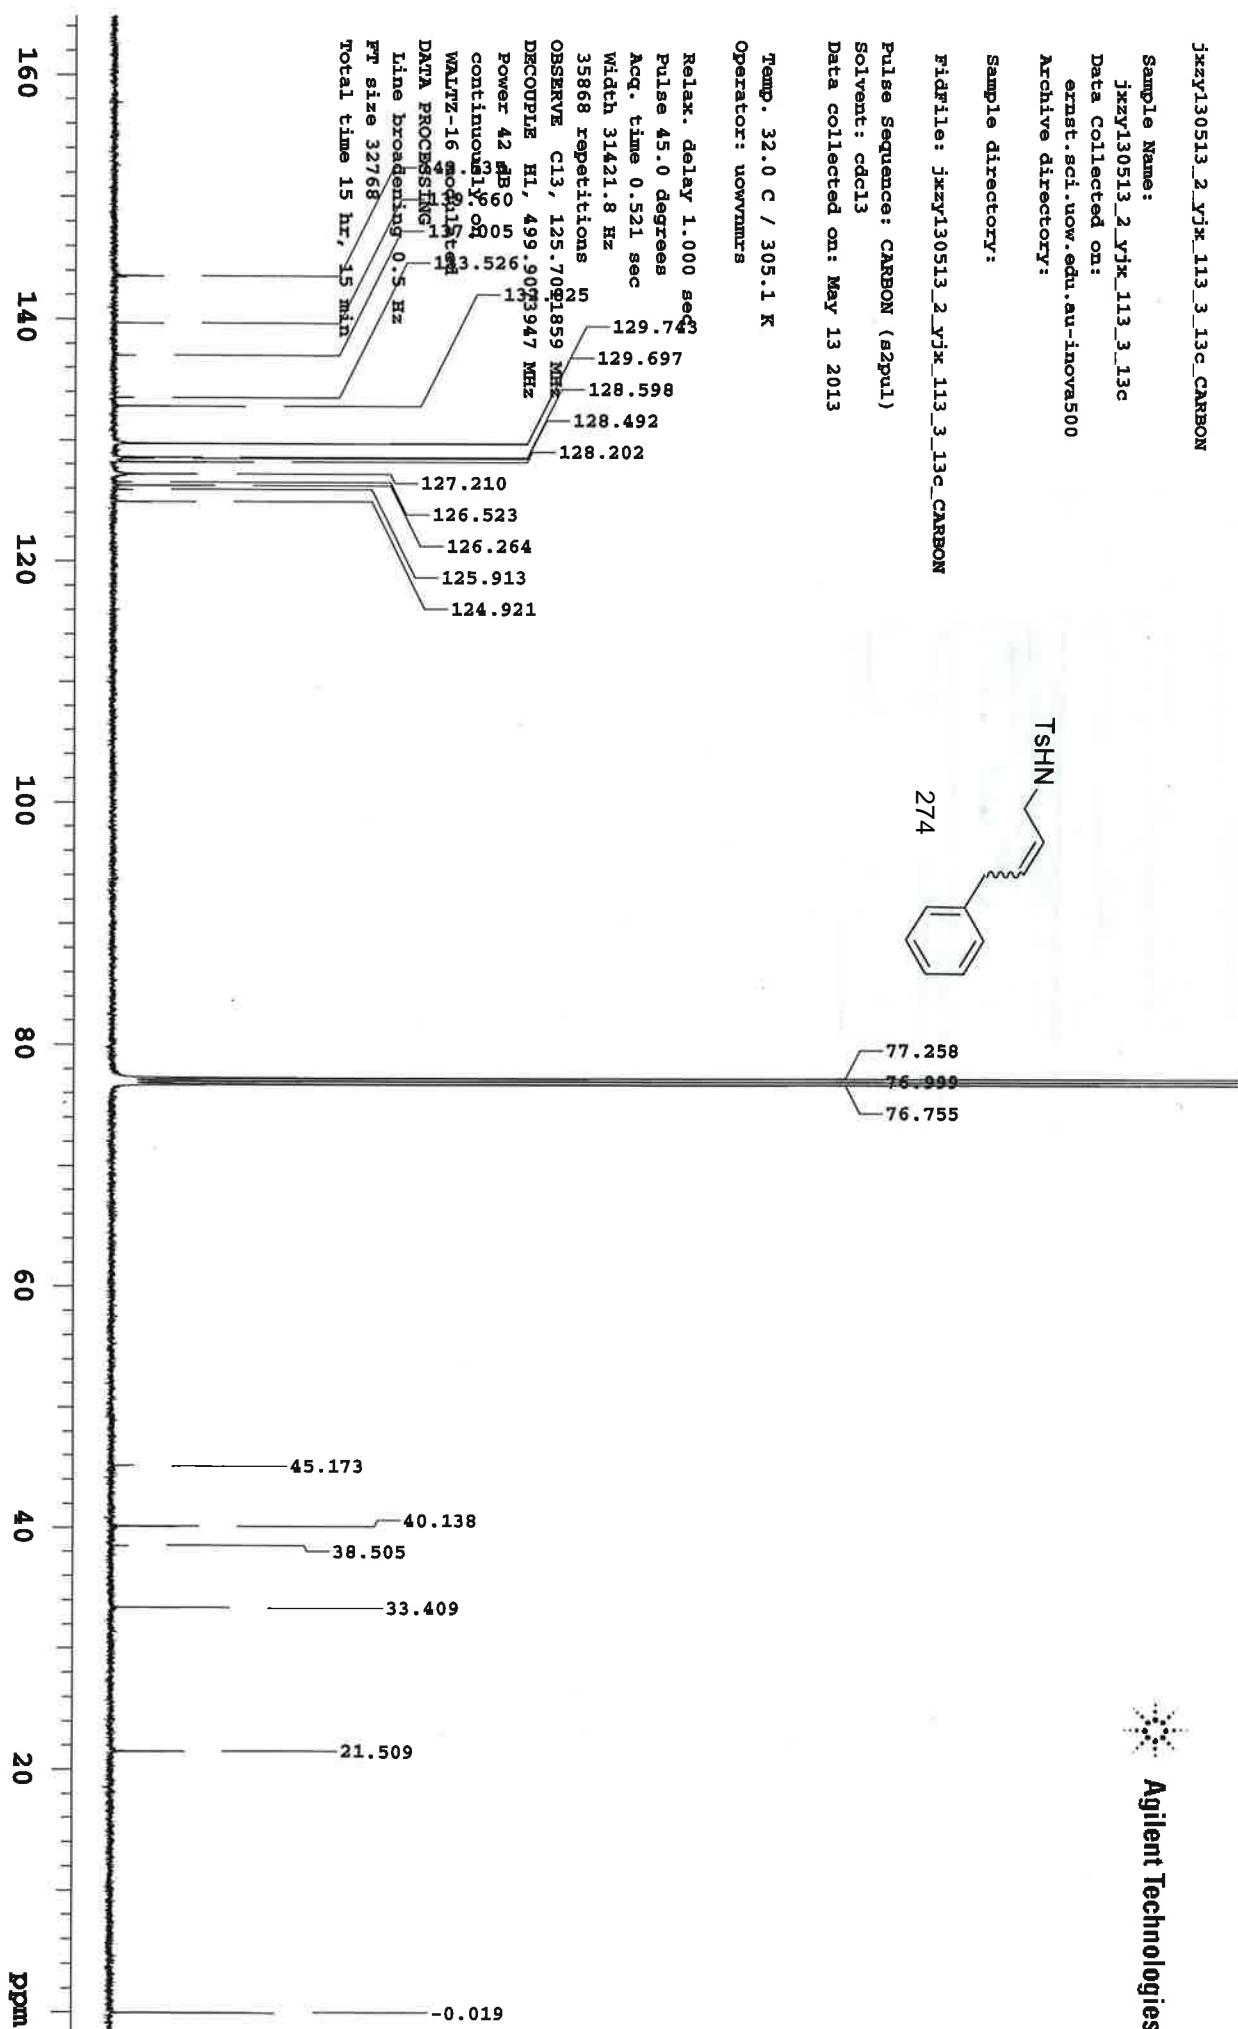 jxzy130513_2_yjx_113_3_13c_CARBON
Sample Name:
jxzy130513_2_yjx_113_3_13c
Data Collected on:
ernst.sci.uow.edu.au-inova500
Archive directory:
Sample directory:
FidFile: jxzy130513_2_yjx_113_3_13c_CARBON
Pulse Sequence: CARBON (s2pul)
Solvent: cdcl3
Data collected on: May 13 2013
Temp. 32.0 C / 305.1 K
Operator: uowvnmrs
Relax. delay 1.000 sec
Pulse 45.0 degrees
Acq. time 0.521 sec
Width 31421.8 Hz
35868 repetitions
OBSERVE C13, 125.7091859 MHz
DECOUPLE H1, 499.9073947 MHz
Power 42 dB
continuously on
WALTZ-16 modulated
DATA PROCESSING
Line broadening 0.5 Hz
FT size 32768
Total time 15 hr, 15 min
Agilent Technologies
TsHN
274
129.743
129.697
128.598
128.492
128.202
127.210
126.523
126.264
125.913
124.921
77.258
76.999
76.755
45.173
40.138
38.505
33.409
21.509
-0.019
160
140
120
100
80
60
40
20
ppm